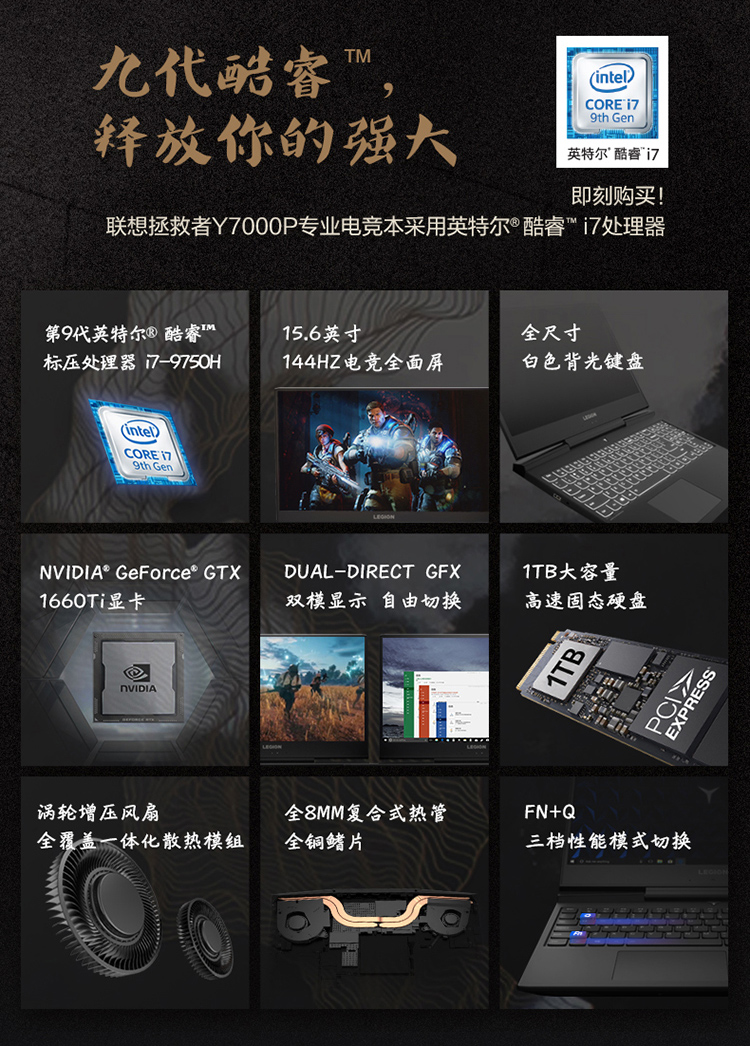 九代酷睿™,
释放你的强大
intel
CORE i7
9th Gen
英特尔® 酷睿™ i7
即刻购买!
联想拯救者Y7000P专业电竞本采用英特尔®酷睿™ i7处理器
第9代英特尔® 酷睿™
标压处理器 i7-9750H
intel
CORE i7
9th Gen
15.6英寸
144HZ电竞全面屏
LEGION
全尺寸
白色背光键盘
LEGION
NVIDIA® GeForce® GTX
1660Ti显卡
NVIDIA
GEFORCE GTX
DUAL-DIRECT GFX
双模显示 自由切换
LEGION
LEGION
1TB大容量
高速固态硬盘
1TB
PCI
EXPRESS®
涡轮增压风扇
全覆盖一体化散热模组
全8MM复合式热管
全铜鳍片
FN+Q
三档性能模式切换
LEGION
Q
Fn